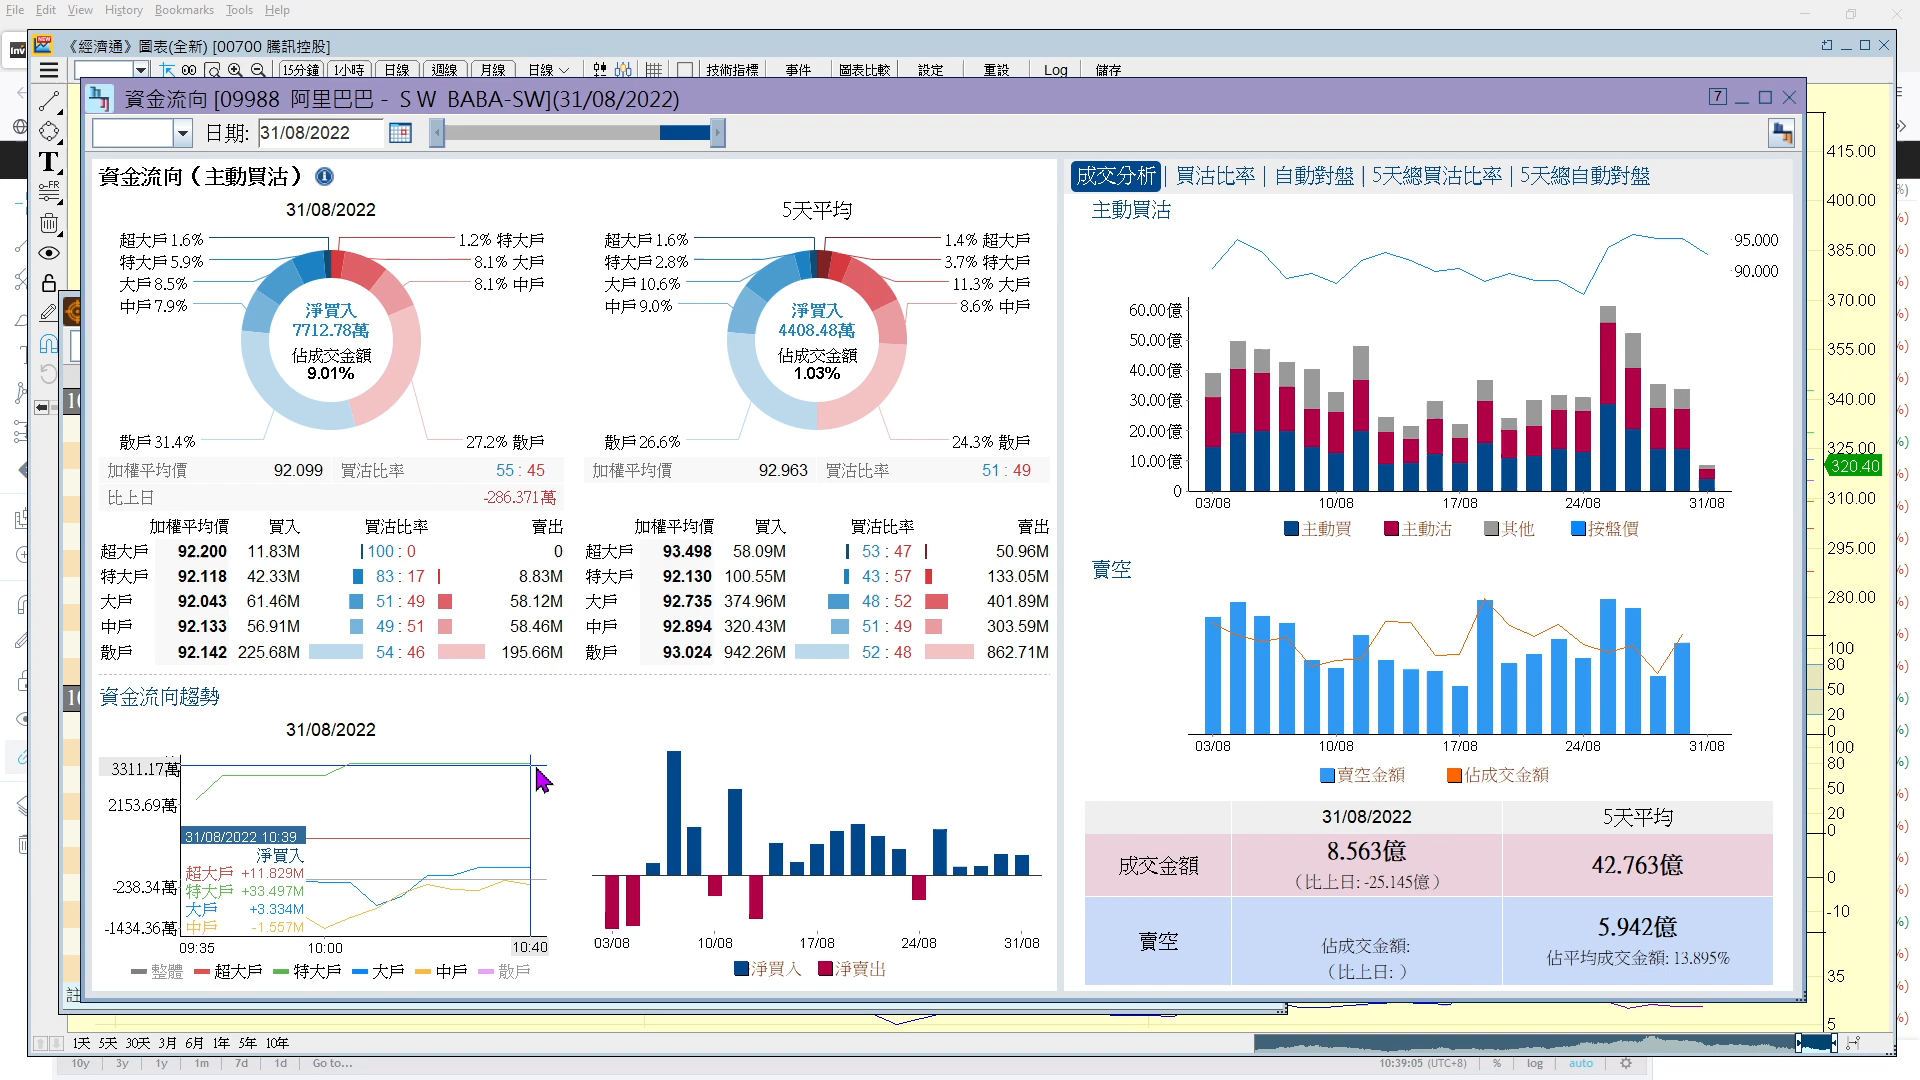 File Edit View History Bookmarks Tools Help
《經濟通》圖表(全新) [00700 騰訊控股]
15分鐘 1小時 日線 週線 月線 日線 技術指標 事件 圖表比較 設定 重設 Log 儲存
資金流向 [09988 阿里巴巴 - S W BABA-SW](31/08/2022)
7
日期: 31/08/2022
資金流向 ( 主動買沽 )
31/08/2022
超大戶 1.6%
特大戶 5.9%
大戶 8.5%
中戶 7.9%
1.2% 特大戶
8.1% 大戶
8.1% 中戶
淨買入
7712.78萬
佔成交金額
9.01%
散戶 31.4%
27.2% 散戶
加權平均價 92.099 買沽比率 55 : 45
比上日 -286.371萬
加權平均價 買入 買沽比率 賣出
超大戶 92.200 11.83M 100 : 0 0
特大戶 92.118 42.33M 83 : 17 8.83M
大戶 92.043 61.46M 51 : 49 58.12M
中戶 92.133 56.91M 49 : 51 58.46M
散戶 92.142 225.68M 54 : 46 195.66M
5天平均
超大戶 1.6%
特大戶 2.8%
大戶 10.6%
中戶 9.0%
1.4% 超大戶
3.7% 特大戶
11.3% 大戶
8.6% 中戶
淨買入
4408.48萬
佔成交金額
1.03%
散戶 26.6%
24.3% 散戶
加權平均價 92.963 買沽比率 51 : 49
加權平均價 買入 買沽比率 賣出
超大戶 93.498 58.09M 53 : 47 50.96M
特大戶 92.130 100.55M 43 : 57 133.05M
大戶 92.735 374.96M 48 : 52 401.89M
中戶 92.894 320.43M 51 : 49 303.59M
散戶 93.024 942.26M 52 : 48 862.71M
資金流向趨勢
31/08/2022
3311.17萬
2153.69萬
-238.34萬
-1434.36萬
31/08/2022 10:39
淨買入
超大戶 +11.829M
特大戶 +33.497M
大戶 +3.334M
中戶 -1.557M
09:35 10:00 10:40
整體 超大戶 特大戶 大戶 中戶 散戶
03/08 10/08 17/08 24/08 31/08
淨買入 淨賣出
成交分析 | 買沽比率 | 自動對盤 | 5天總買沽比率 | 5天總自動對盤
主動買沽
95.000
90.000
60.00億
50.00億
40.00億
30.00億
20.00億
10.00億
0
03/08 10/08 17/08 24/08 31/08
主動買 主動沽 其他 按盤價
賣空
03/08 10/08 17/08 24/08 31/08
賣空金額 佔成交金額
31/08/2022 5天平均
成交金額 8.563億 42.763億
( 比上日: -25.145億 )
賣空 5.942億
佔成交金額: 佔平均成交金額: 13.895%
( 比上日: )
415.00
400.00
385.00
370.00
355.00
340.00
325.00
320.40
310.00
295.00
280.00
100
80
50
20
0
100
80
50
20
0
0
-10
35
5
註
1天 5天 30天 3月 6月 1年 5年 10年
10y 3y 1y 1m 7d 1d Go to... 10:39:05 (UTC+8) % log auto